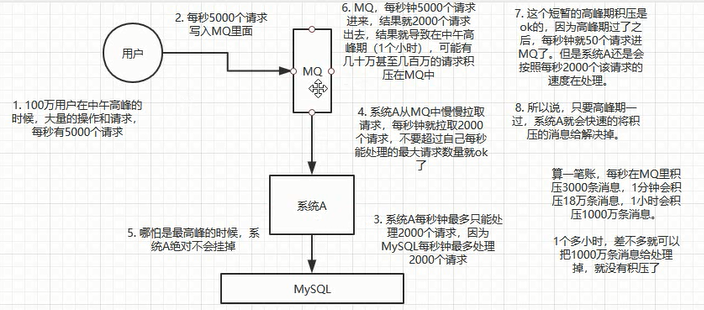 2. 每秒5000个请求
写入MQ里面
用户
MQ
1. 100万用户在中午高峰的
时候，大量的操作和请求，
每秒有5000个请求
6. MQ，每秒钟5000个请求
进来，结果就2000个请求
出去，结果就导致在中午高
峰期（1个小时），可能有
几十万甚至几百万的请求积
压在MQ中
7. 这个短暂的高峰期积压是
ok的，因为高峰期过了之
后，每秒钟就50个请求进
MQ了。但是系统A还是会
按照每秒2000个该请求的
速度在处理。
4. 系统A从MQ中慢慢拉取
请求，每秒钟就拉取2000
个请求，不要超过自己每秒
能处理的最大请求数量就ok
了
8. 所以说，只要高峰期一
过，系统A就会快速的将积
压的消息给解决掉。
系统A
3. 系统A每秒钟最多只能处
理2000个请求，因为
MySQL每秒钟最多处理
2000个请求
5. 哪怕是最高峰的时候，系
统A绝对不会挂掉
算一笔账，每秒在MQ里积
压3000条消息，1分钟会积
压18万条消息，1小时会积
压1000万条消息。
1个多小时，差不多就可以
把1000万条消息给处理
掉，就没有积压了
MySQL